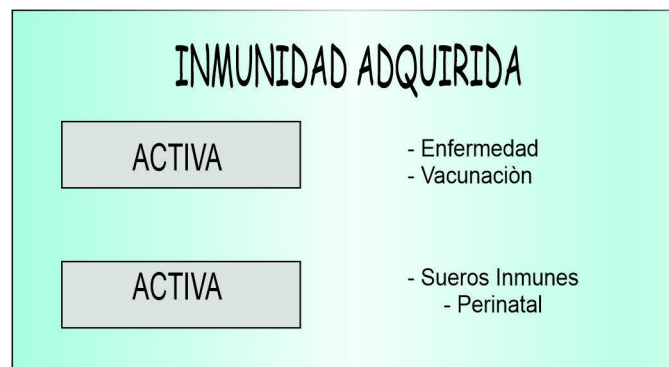 INMUNIDAD ADQUIRIDA
ACTIVA
- Enfermedad
- Vacunaciòn
ACTIVA
- Sueros Inmunes
- Perinatal